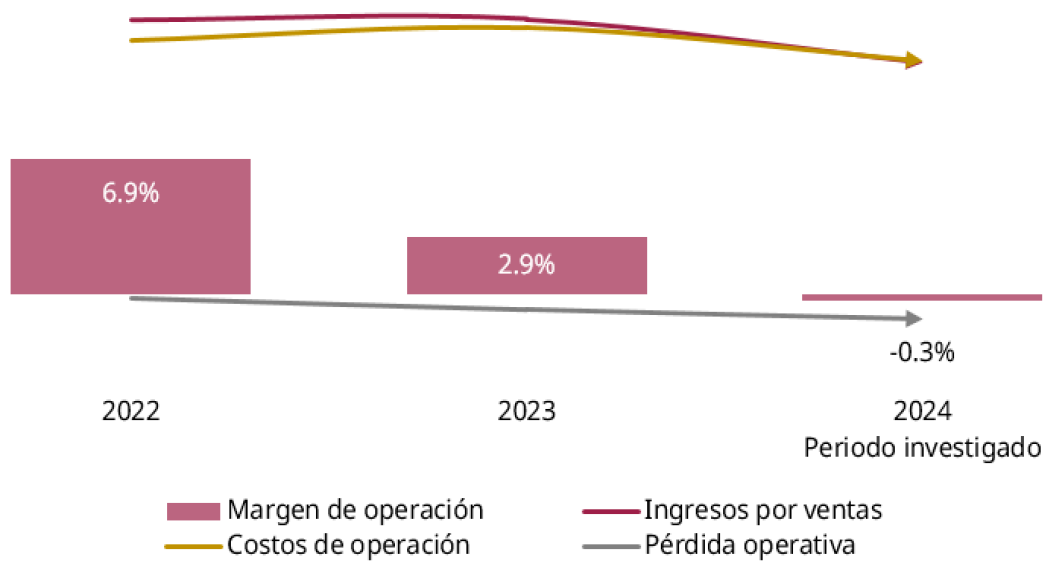 6.9%
2.9%
-0.3%
2022
2023
2024
Periodo investigado
Margen de operación
Ingresos por ventas
Costos de operación
Pérdida operativa